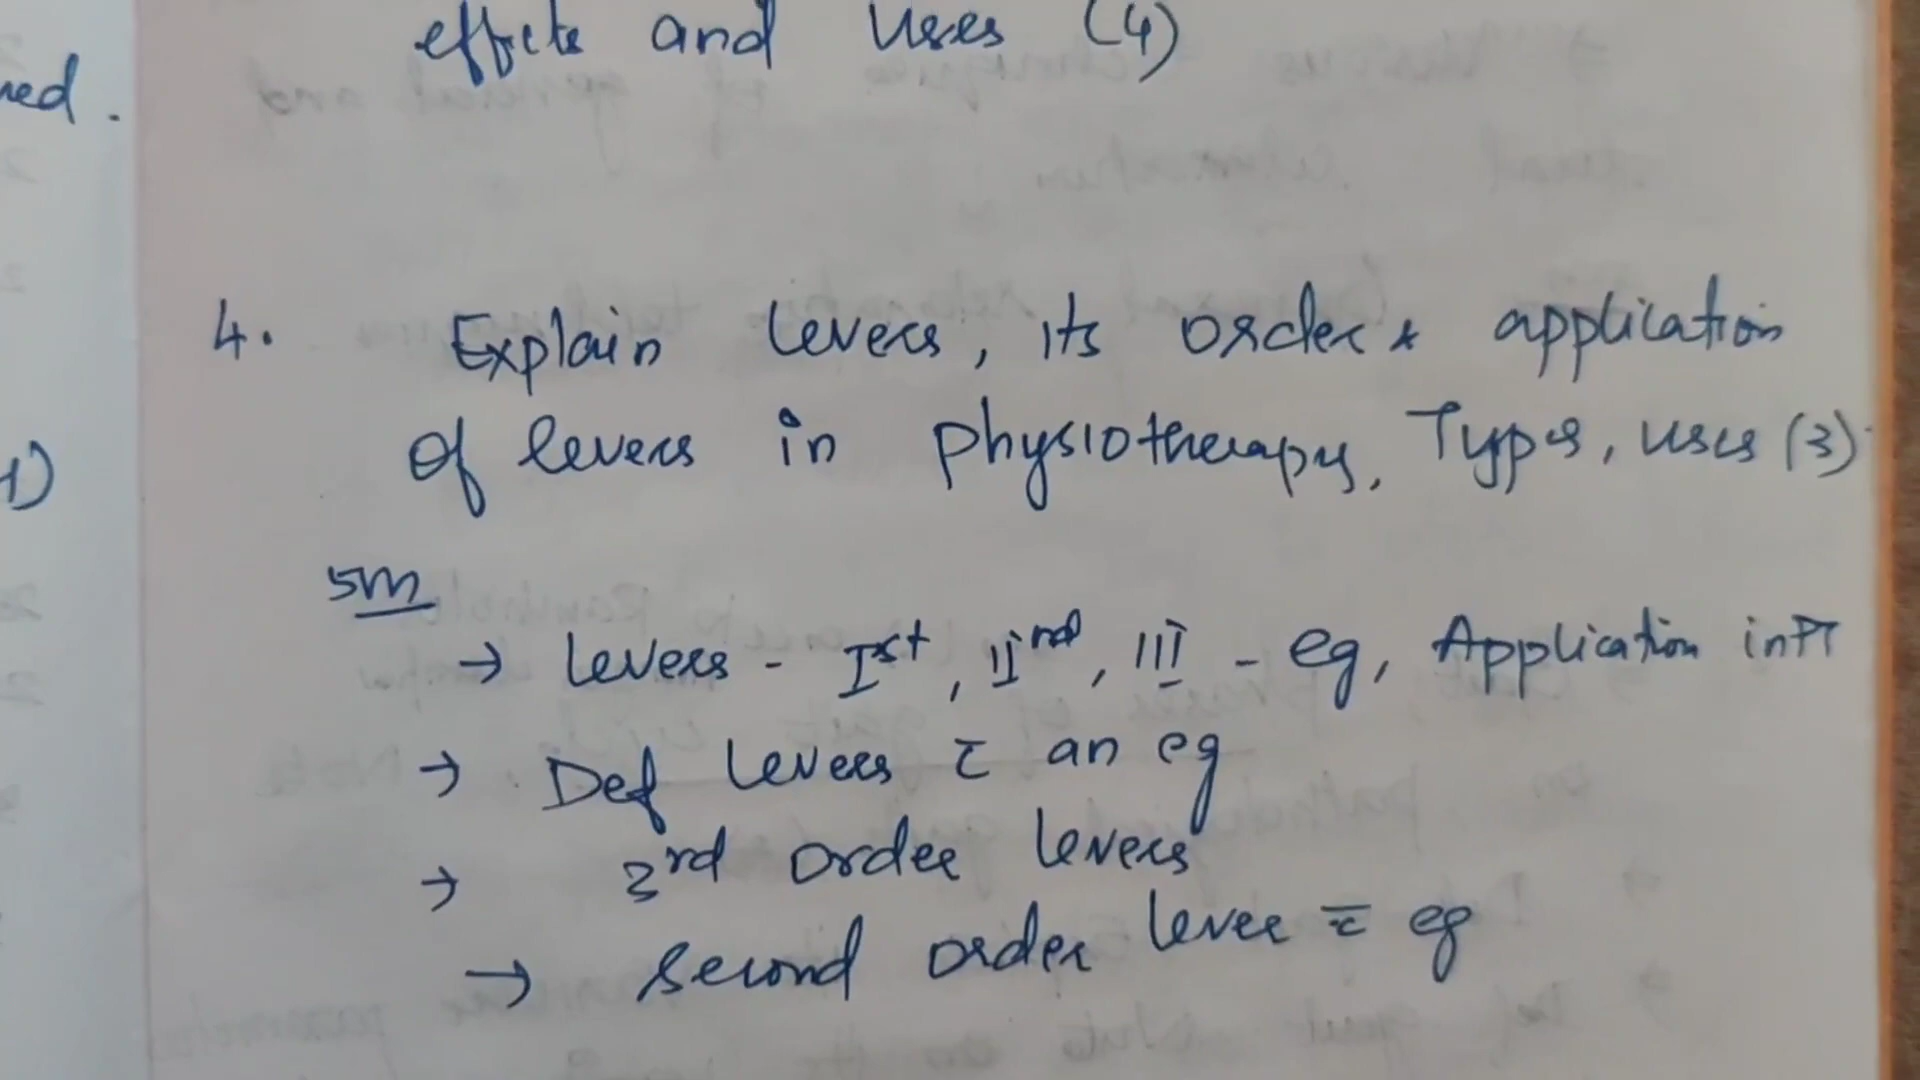 effects and Uses (4)
ned.
4. Explain levers, its order & application
of levers in physiotherapy, Types, uses (3)
1)
5m
→ levers - Ist, IInd, III - eg, Application in PT
→ Def levers c̄ an eg
→ 3rd order levers
→ second order lever c̄ eg